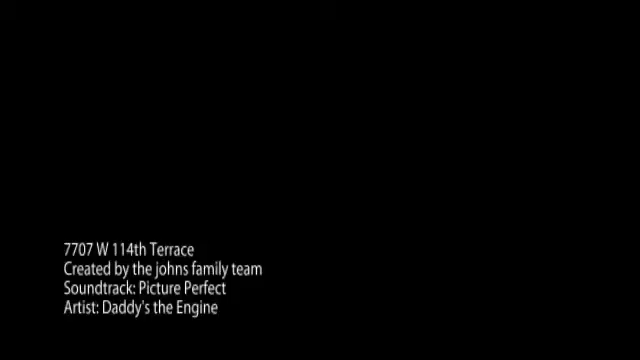 7707 W 114th Terrace
Created by the johns family team
Soundtrack: Picture Perfect
Artist: Daddy's the Engine